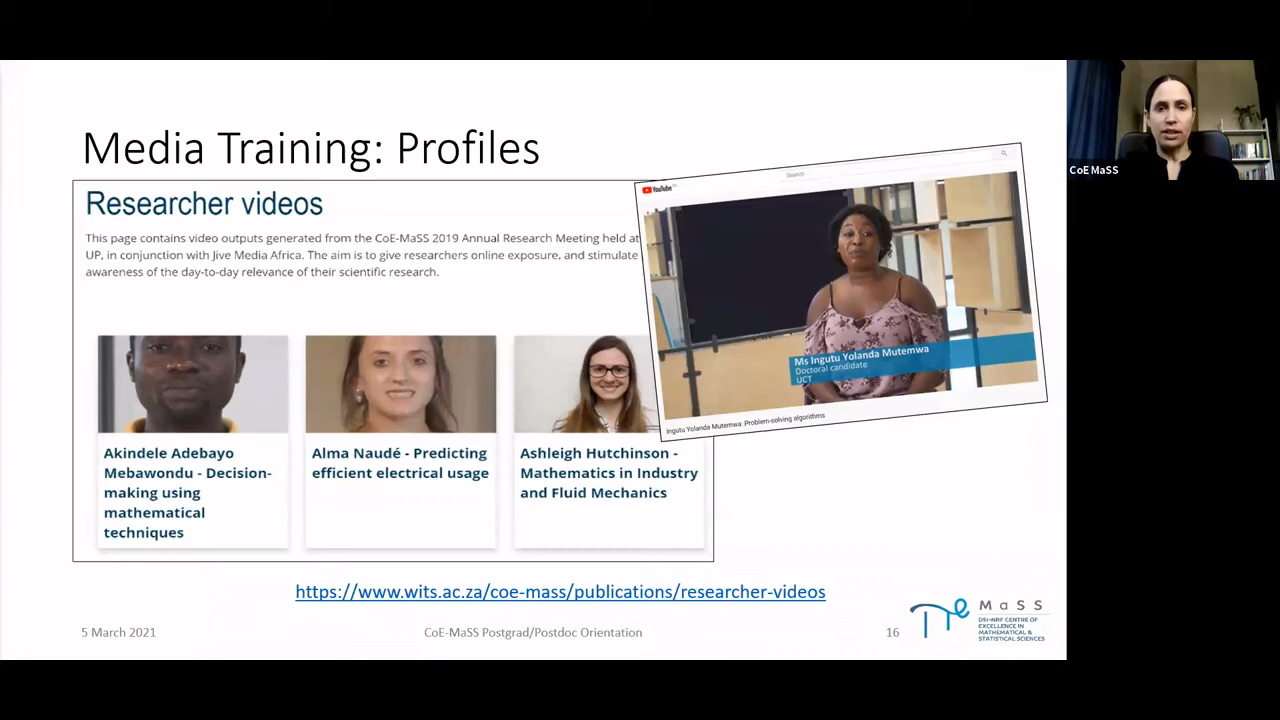 Media Training: Profiles
Researcher videos
This page contains video outputs generated from the CoE-MaSS 2019 Annual Research Meeting held at
UP, in conjunction with Jive Media Africa. The aim is to give researchers online exposure, and stimulate
awareness of the day-to-day relevance of their scientific research.
YouTube
Search
Ms Ingutu Yolanda Mutemwa
Doctoral candidate
UCT
Ingutu Yolanda Mutemwa: Problem-solving algorithms
Akindele Adebayo
Mebawondu - Decision-
making using
mathematical
techniques
Alma Naudé - Predicting
efficient electrical usage
Ashleigh Hutchinson -
Mathematics in Industry
and Fluid Mechanics
https://www.wits.ac.za/coe-mass/publications/researcher-videos
5 March 2021
CoE-MaSS Postgrad/Postdoc Orientation
16
MaSS
DSI-NRF CENTRE OF
EXCELLENCE IN
MATHEMATICAL &
STATISTICAL SCIENCES
CoE MaSS